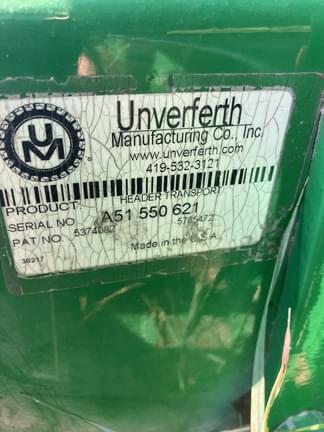 UM
Unverferth
Manufacturing Co., Inc.
www.unverferth.com
419-532-3121
PRODUCT: HEADER TRANSPORT
SERIAL NO. A51 550 621
PAT NO. 5374082 5785472
30217 Made in the U.S.A.